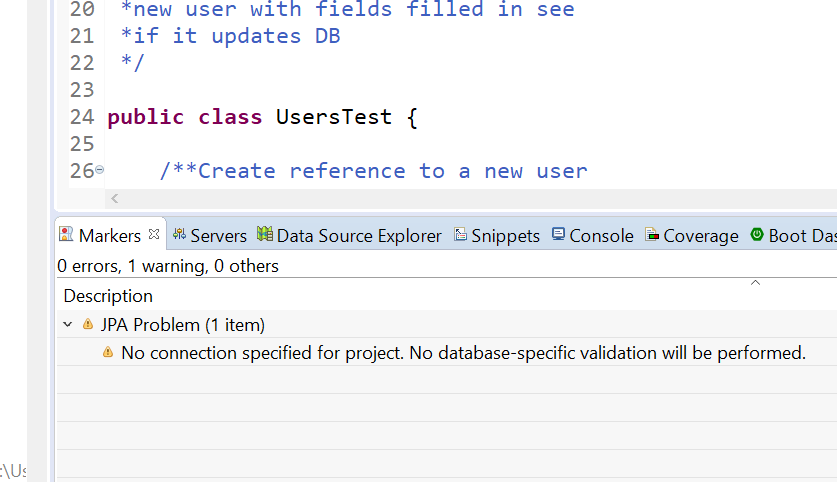 20 *new user with fields filled in see
21 *if it updates DB
22 */
23
24 public class UsersTest {
25
26 /**Create reference to a new user
Markers Servers Data Source Explorer Snippets Console Coverage Boot Das
0 errors, 1 warning, 0 others
Description
JPA Problem (1 item)
No connection specified for project. No database-specific validation will be performed.
:\Us